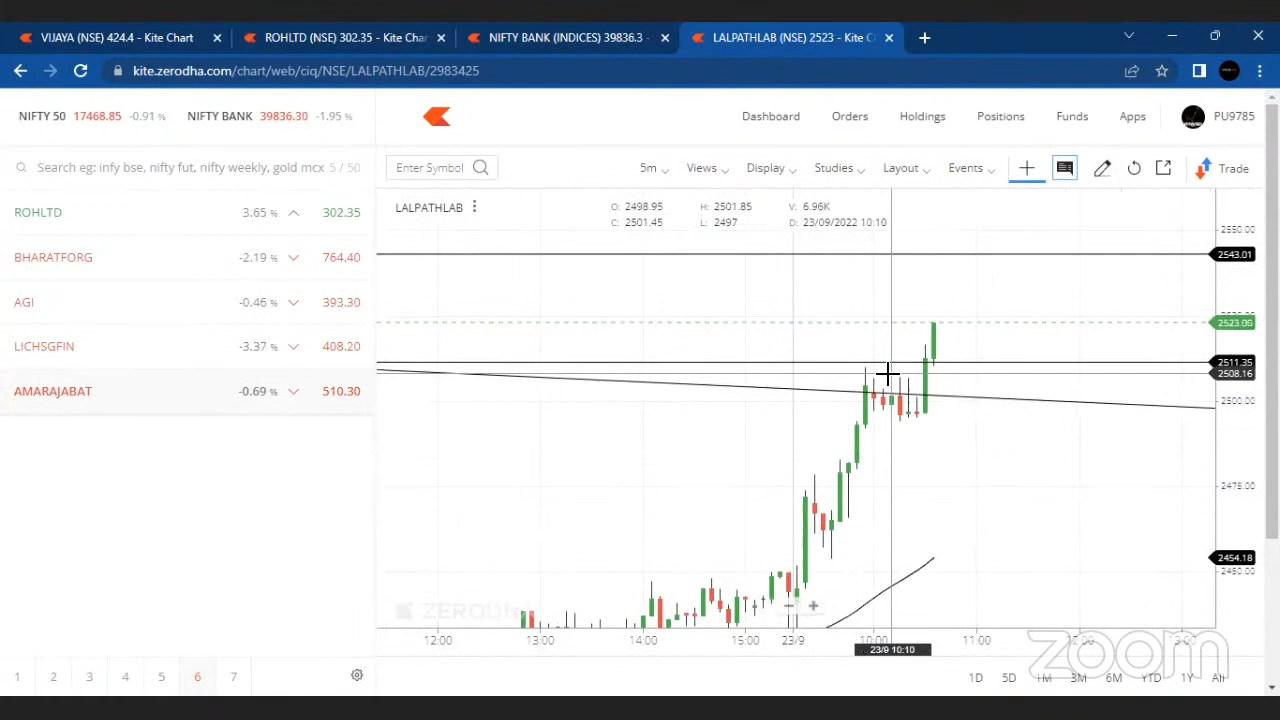 VIJAYA (NSE) 424.4 - Kite Chart
ROHLTD (NSE) 302.35 - Kite Chart
NIFTY BANK (INDICES) 39836.3 -
LALPATHLAB (NSE) 2523 - Kite C
kite.zerodha.com/chart/web/ciq/NSE/LALPATHLAB/2983425
NIFTY 50 17468.85 -0.91 % NIFTY BANK 39836.30 -1.95 %
Dashboard Orders Holdings Positions Funds Apps PU9785
Search eg: infy bse, nifty fut, nifty weekly, gold mcx 5 / 50
Enter Symbol 5m Views Display Studies Layout Events Trade
ROHLTD 3.65 % 302.35
BHARATFORG -2.19 % 764.40
AGI -0.46 % 393.30
LICHSGFIN -3.37 % 408.20
AMARAJABAT -0.69 % 510.30
LALPATHLAB
O: 2498.95 H: 2501.85 V: 6.96K
C: 2501.45 L: 2497 D: 23/09/2022 10:10
2550.00
2543.01
2523.05
2511.35
2508.16
2500.00
2475.00
2454.18
2450.00
ZERODHA
12:00 13:00 14:00 15:00 23/9 10:00 11:00 12:00 13:00
23/9 10:10
zoom
1 2 3 4 5 6 7
1D 5D 1M 3M 6M YTD 1Y All